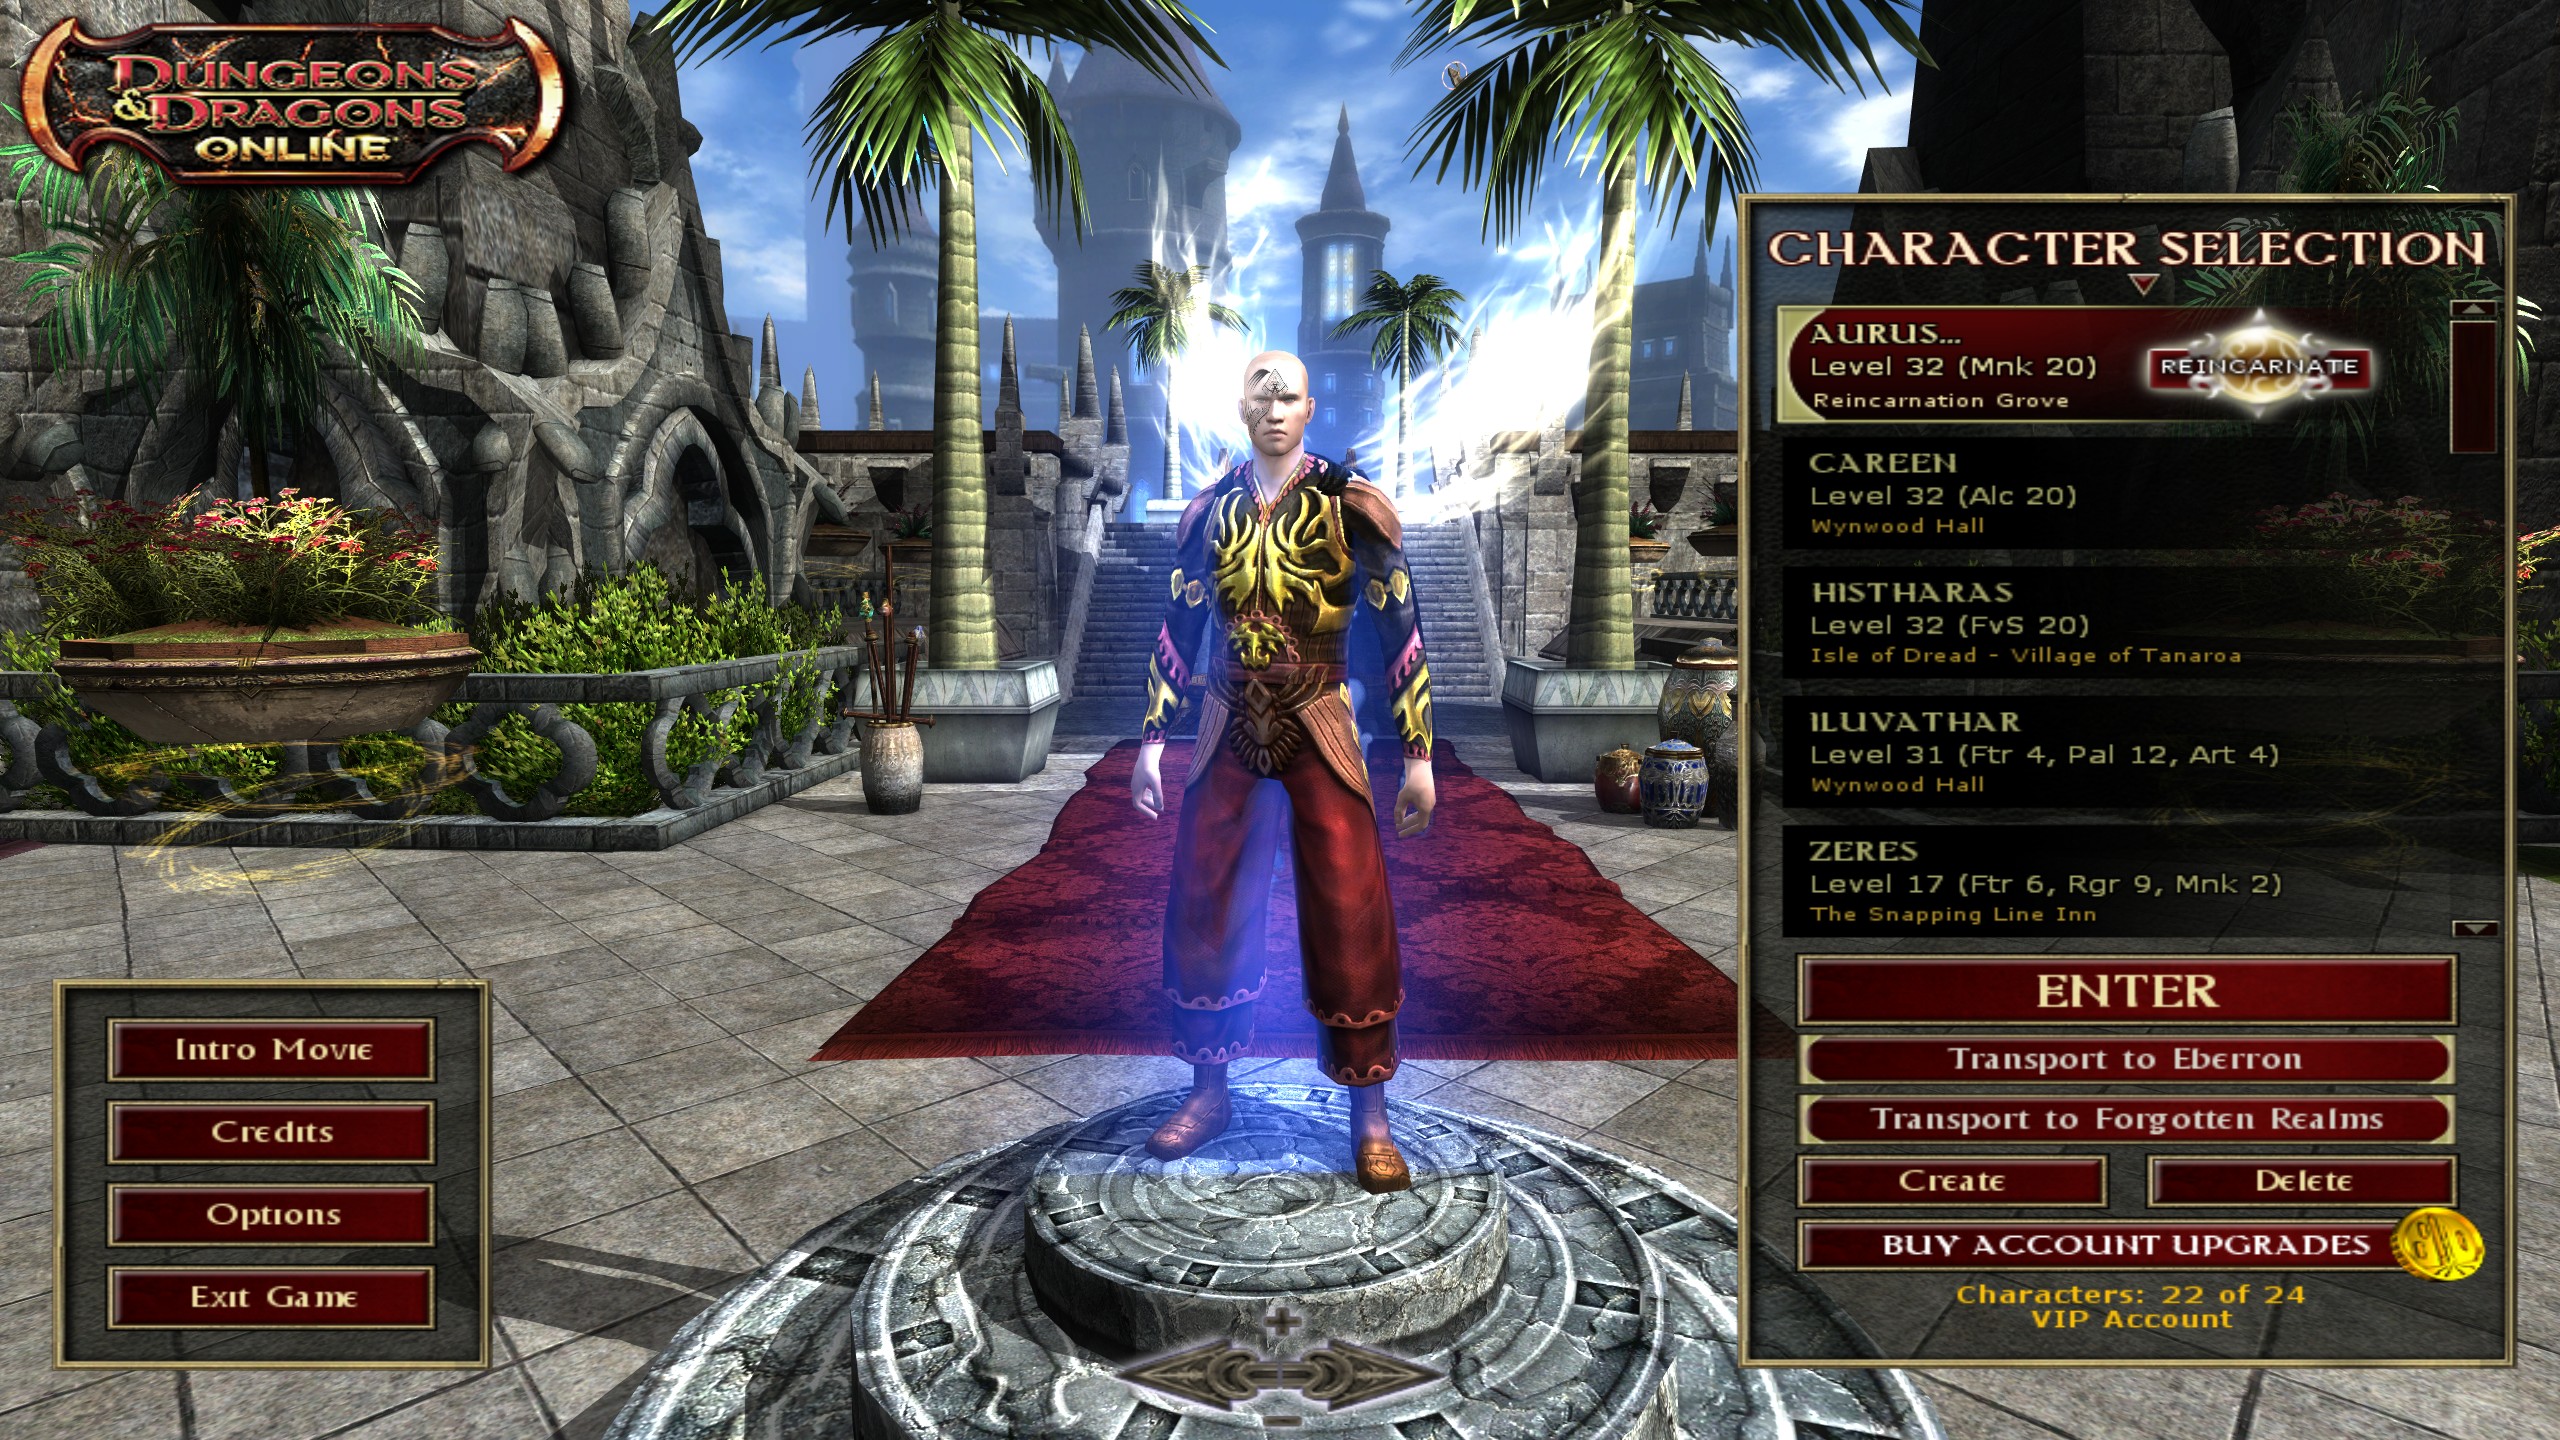 DUNGEONS
& DRAGONS
ONLINE
CHARACTER SELECTION
AURUS...
Level 32 (Mnk 20)
Reincarnation Grove
REINCARNATE
CAREEN
Level 32 (Alc 20)
Wynwood Hall
HISTHARAS
Level 32 (FvS 20)
Isle of Dread - Village of Tanaroa
ILUVATHAR
Level 31 (Ftr 4, Pal 12, Art 4)
Wynwood Hall
ZERES
Level 17 (Ftr 6, Rgr 9, Mnk 2)
The Snapping Line Inn
ENTER
Transport to Eberron
Transport to Forgotten Realms
Create
Delete
BUY ACCOUNT UPGRADES
Characters: 22 of 24
VIP Account
Intro Movie
Credits
Options
Exit Game